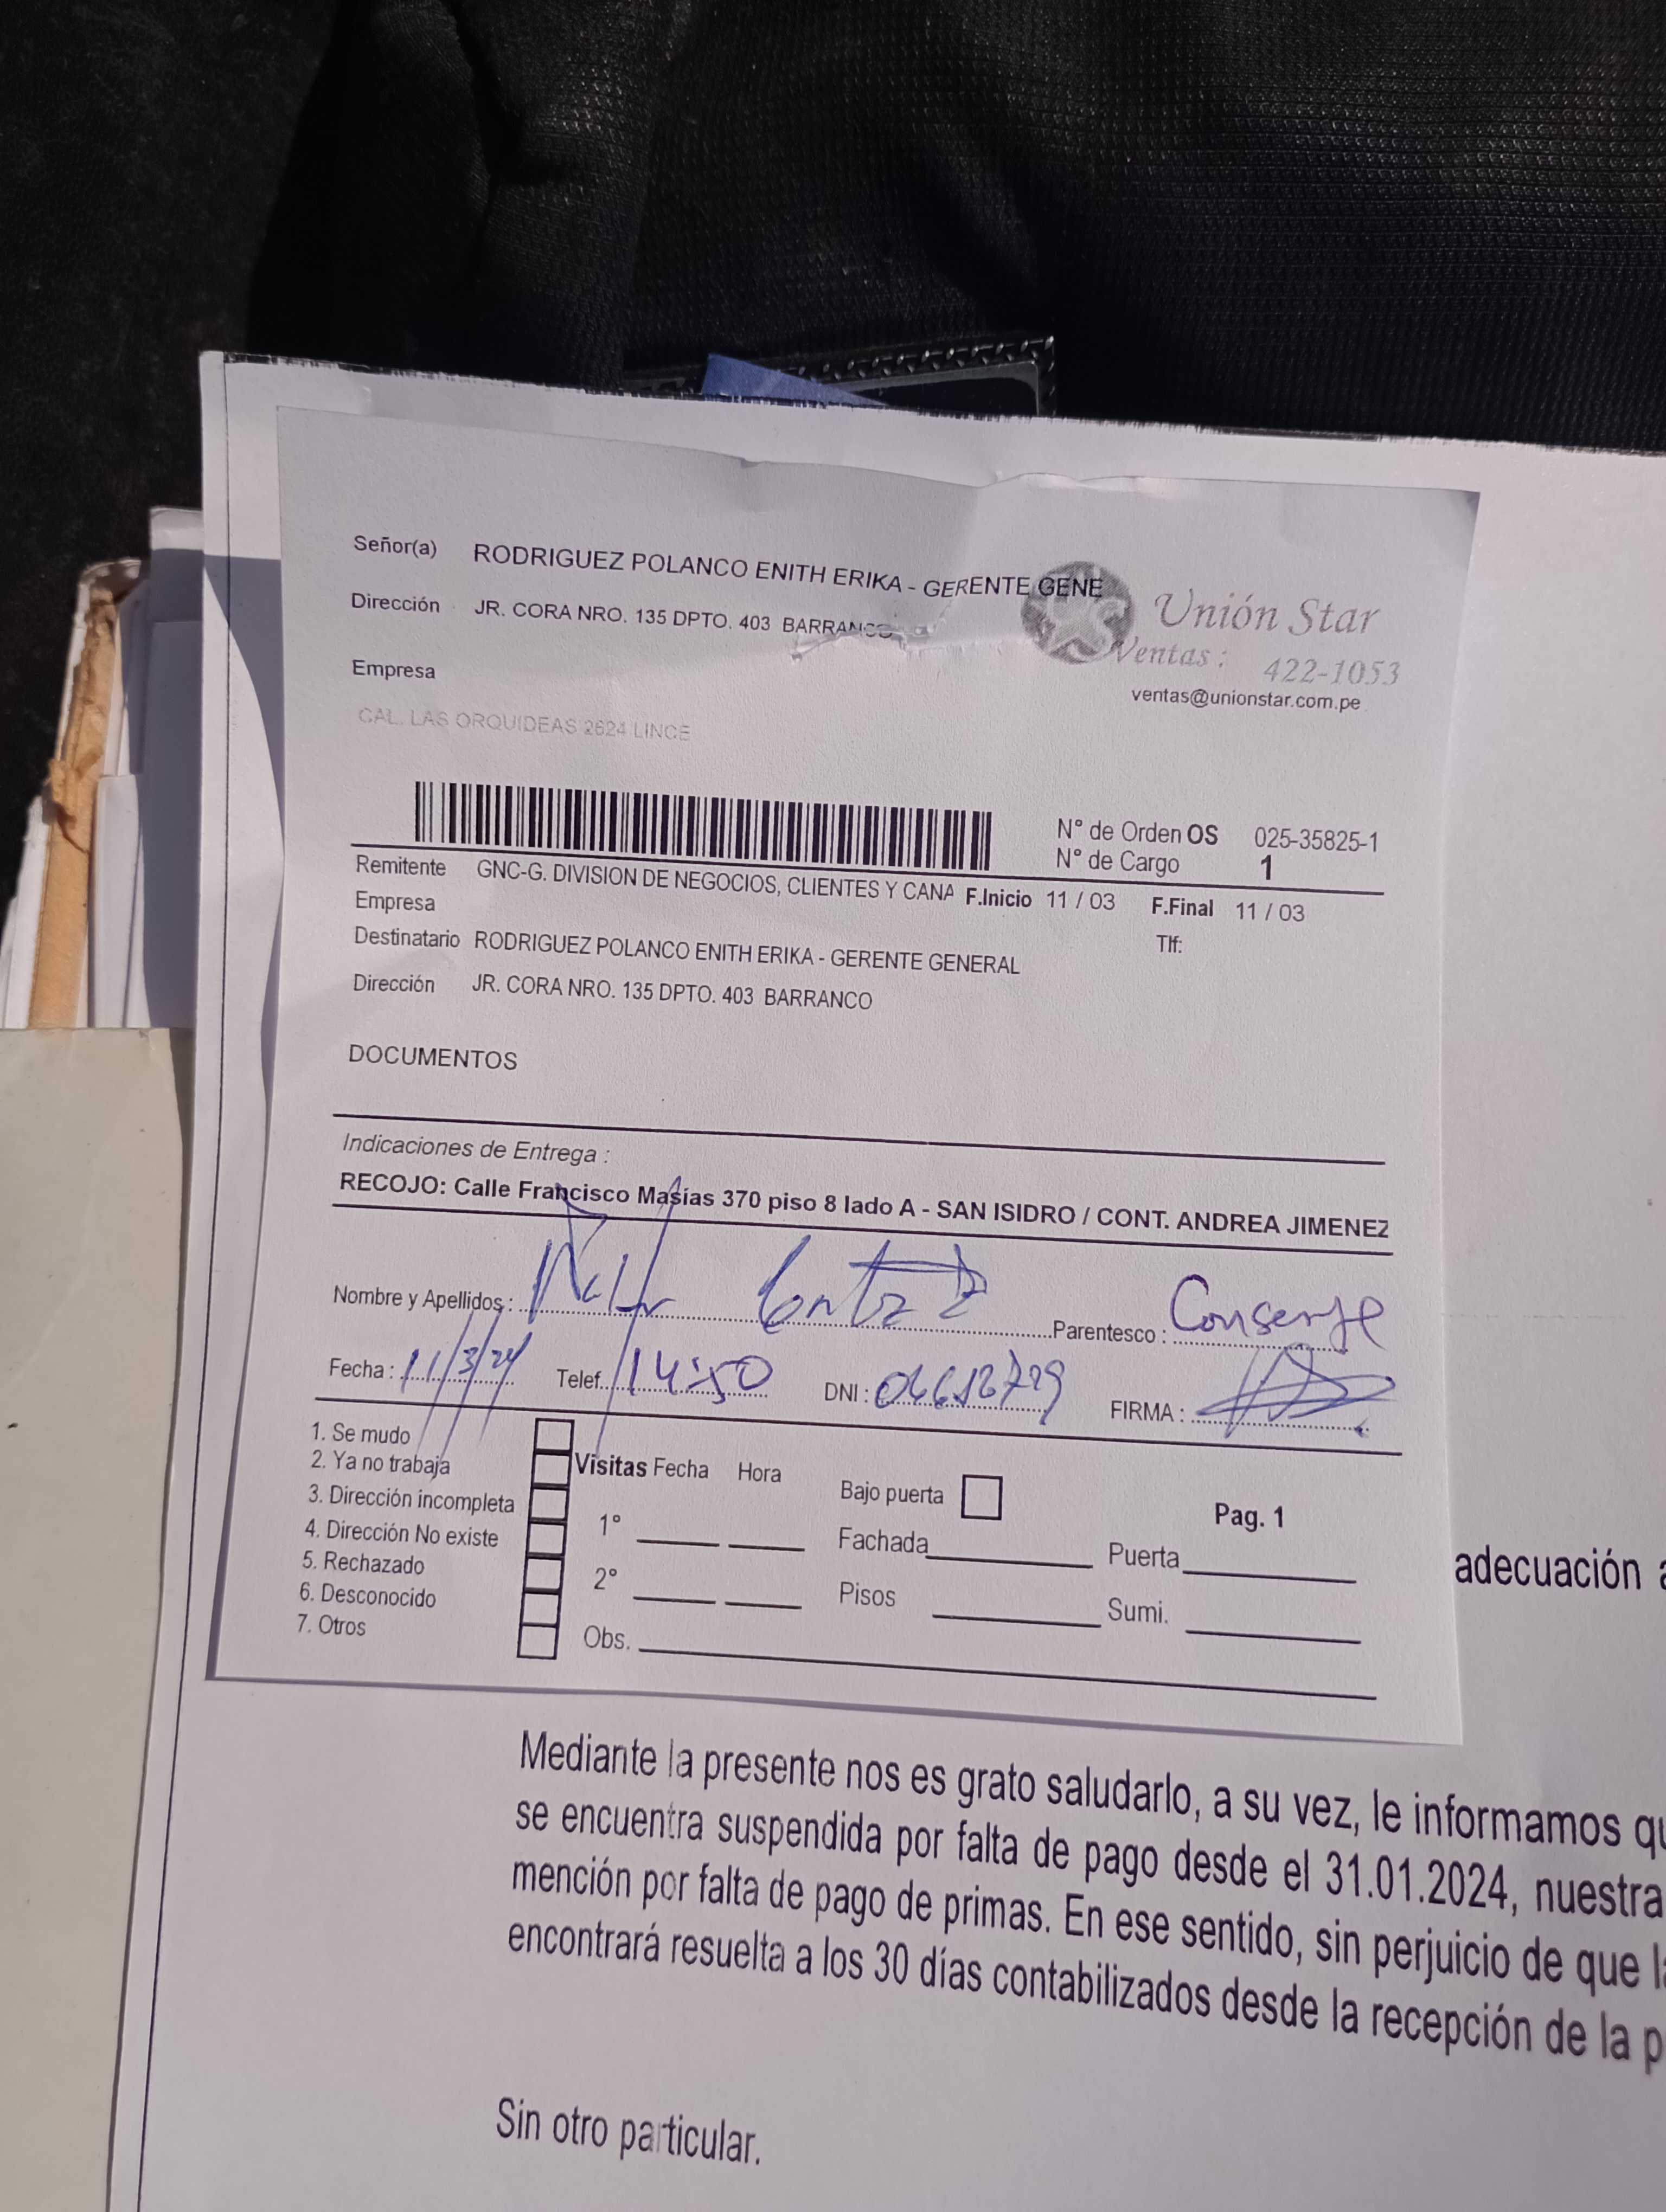 Señor(a) RODRIGUEZ POLANCO ENITH ERIKA - GERENTE GENE
Dirección JR. CORA NRO. 135 DPTO. 403 BARRANCO
Unión Star
Ventas : 422-1053
ventas@unionstar.com.pe
Empresa
CAL. LAS ORQUIDEAS 2624 LINCE
N° de Orden OS 025-35825-1
N° de Cargo 1
Remitente GNC-G. DIVISION DE NEGOCIOS, CLIENTES Y CANA F.Inicio 11 / 03 F.Final 11 / 03
Empresa
Tlf:
Destinatario RODRIGUEZ POLANCO ENITH ERIKA - GERENTE GENERAL
Dirección JR. CORA NRO. 135 DPTO. 403 BARRANCO
DOCUMENTOS
Indicaciones de Entrega :
RECOJO: Calle Francisco Masías 370 piso 8 lado A - SAN ISIDRO / CONT. ANDREA JIMENEZ
Nombre y Apellidos : Parentesco : Conserje
Fecha : 11/3/24 Telef. 14:50 DNI : FIRMA :
1. Se mudo
2. Ya no trabaja
3. Dirección incompleta
4. Dirección No existe
5. Rechazado
6. Desconocido
7. Otros
Visitas Fecha Hora
1°
2°
Obs.
Bajo puerta
Fachada
Pisos
Pag. 1
Puerta
Sumi.
adecuación a
Mediante la presente nos es grato saludarlo, a su vez, le informamos qu
se encuentra suspendida por falta de pago desde el 31.01.2024, nuestra
mención por falta de pago de primas. En ese sentido, sin perjuicio de que la
encontrará resuelta a los 30 días contabilizados desde la recepción de la p
Sin otro particular.